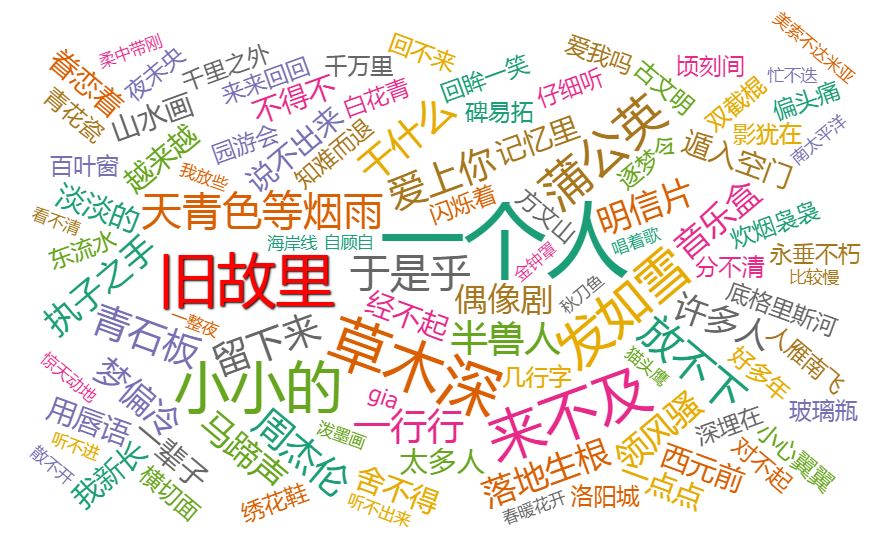 美索不达米亚
柔中带刚
眷恋着
夜未央
千里之外
千万里
回不来
爱我吗
顷刻间
忙不迭
青花瓷
山水画
来来回回
不得不
白花青
回眸一笑
仔细听
古文明
双截棍
偏头痛
越来越
园游会
说不出来
知难而退
干什么
碑易拓
蒲公英
影犹在
南太平洋
百叶窗
我放些
爱上你
记忆里
逐梦令
遁入空门
淡淡的
天青色等烟雨
闪烁着
方文山
明信片
音乐盒
炊烟袅袅
看不清
东流水
海岸线
自顾自
一个人
唱着歌
永垂不朽
执子之手
旧故里
于是乎
金钟罩
分不清
比较慢
一整夜
经不起
偶像剧
秋刀鱼
发如雪
许多人
底格里斯河
青石板
留下来
草木深
半兽人
放不下
人雁南飞
惊天动地
梦偏冷
小小的
gia
几行字
猫头鹰
好多年
用唇语
一辈子
马蹄声
周杰伦
泼墨画
一行行
来不及
领风骚
深埋在
玻璃瓶
听不进
散不开
我新长
横切面
太多人
落地生根
西元前
对不起
小心翼翼
绣花鞋
舍不得
听不出来
春暖花开
洛阳城
一点点